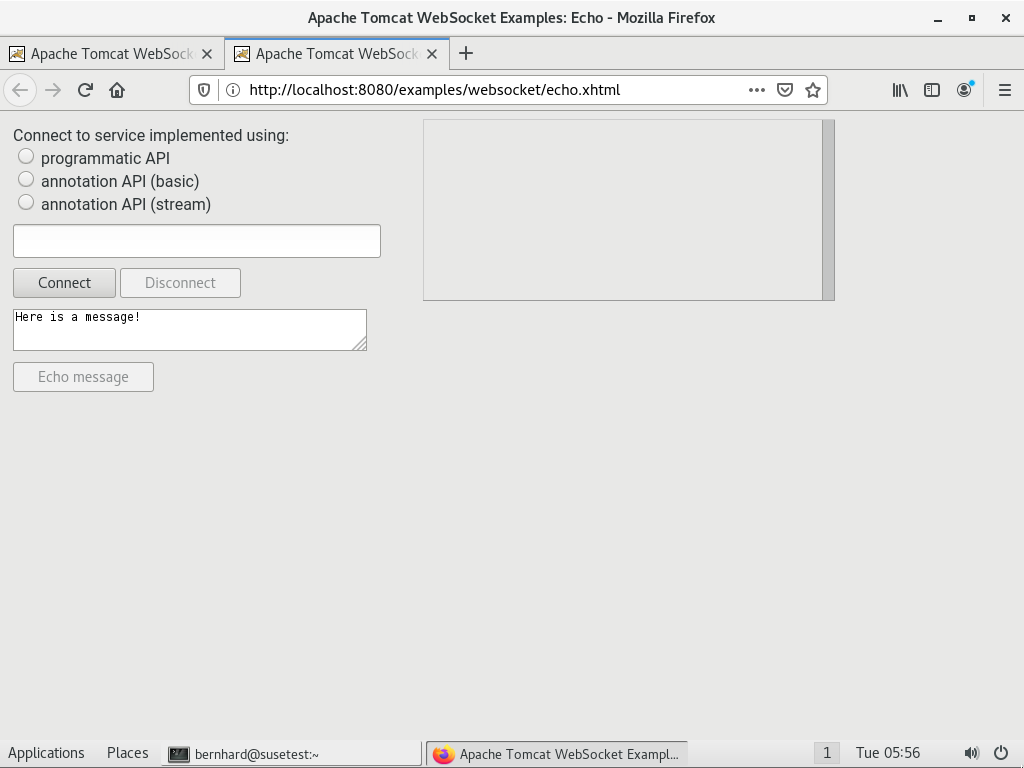 Apache Tomcat WebSocket Examples: Echo - Mozilla Firefox
Apache Tomcat WebSock
Apache Tomcat WebSock
http://localhost:8080/examples/websocket/echo.xhtml
Connect to service implemented using:
programmatic API
annotation API (basic)
annotation API (stream)
Connect
Disconnect
Here is a message!
Echo message
Applications
Places
bernhard@susetest:~
Apache Tomcat WebSocket Exampl...
1
Tue 05:56